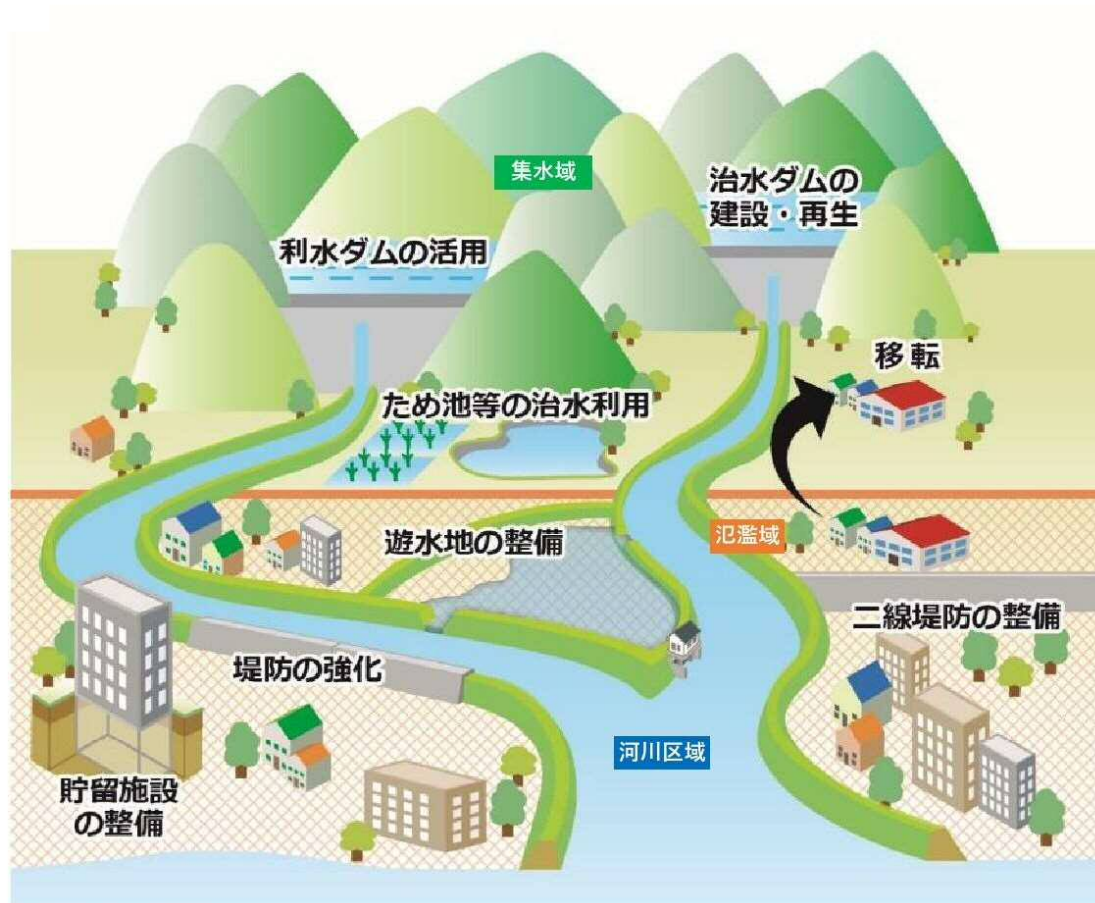 集水域
治水ダムの
建設・再生
利水ダムの活用
移転
ため池等の治水利用
氾濫域
遊水地の整備
二線堤防の整備
堤防の強化
河川区域
貯留施設
の整備